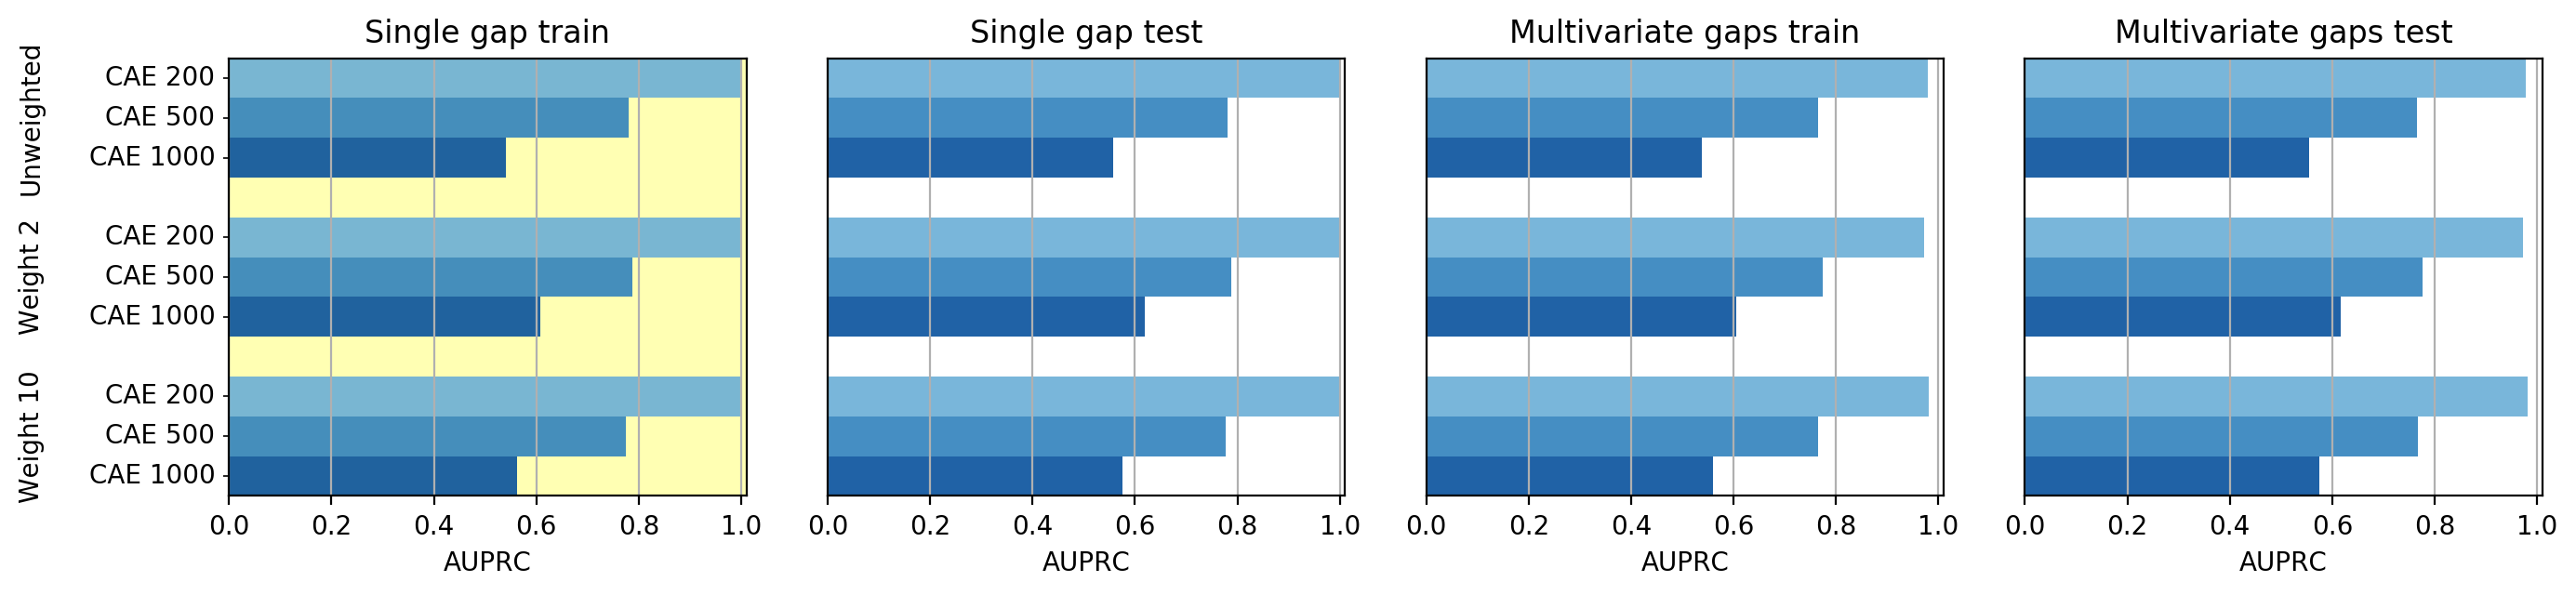 Single gap train
Single gap test
Multivariate gaps train
Multivariate gaps test
Unweighted
CAE 200
CAE 500
CAE 1000
Weight 2
CAE 200
CAE 500
CAE 1000
Weight 10
CAE 200
CAE 500
CAE 1000
0.0 0.2 0.4 0.6 0.8 1.0
AUPRC
0.0 0.2 0.4 0.6 0.8 1.0
AUPRC
0.0 0.2 0.4 0.6 0.8 1.0
AUPRC
0.0 0.2 0.4 0.6 0.8 1.0
AUPRC